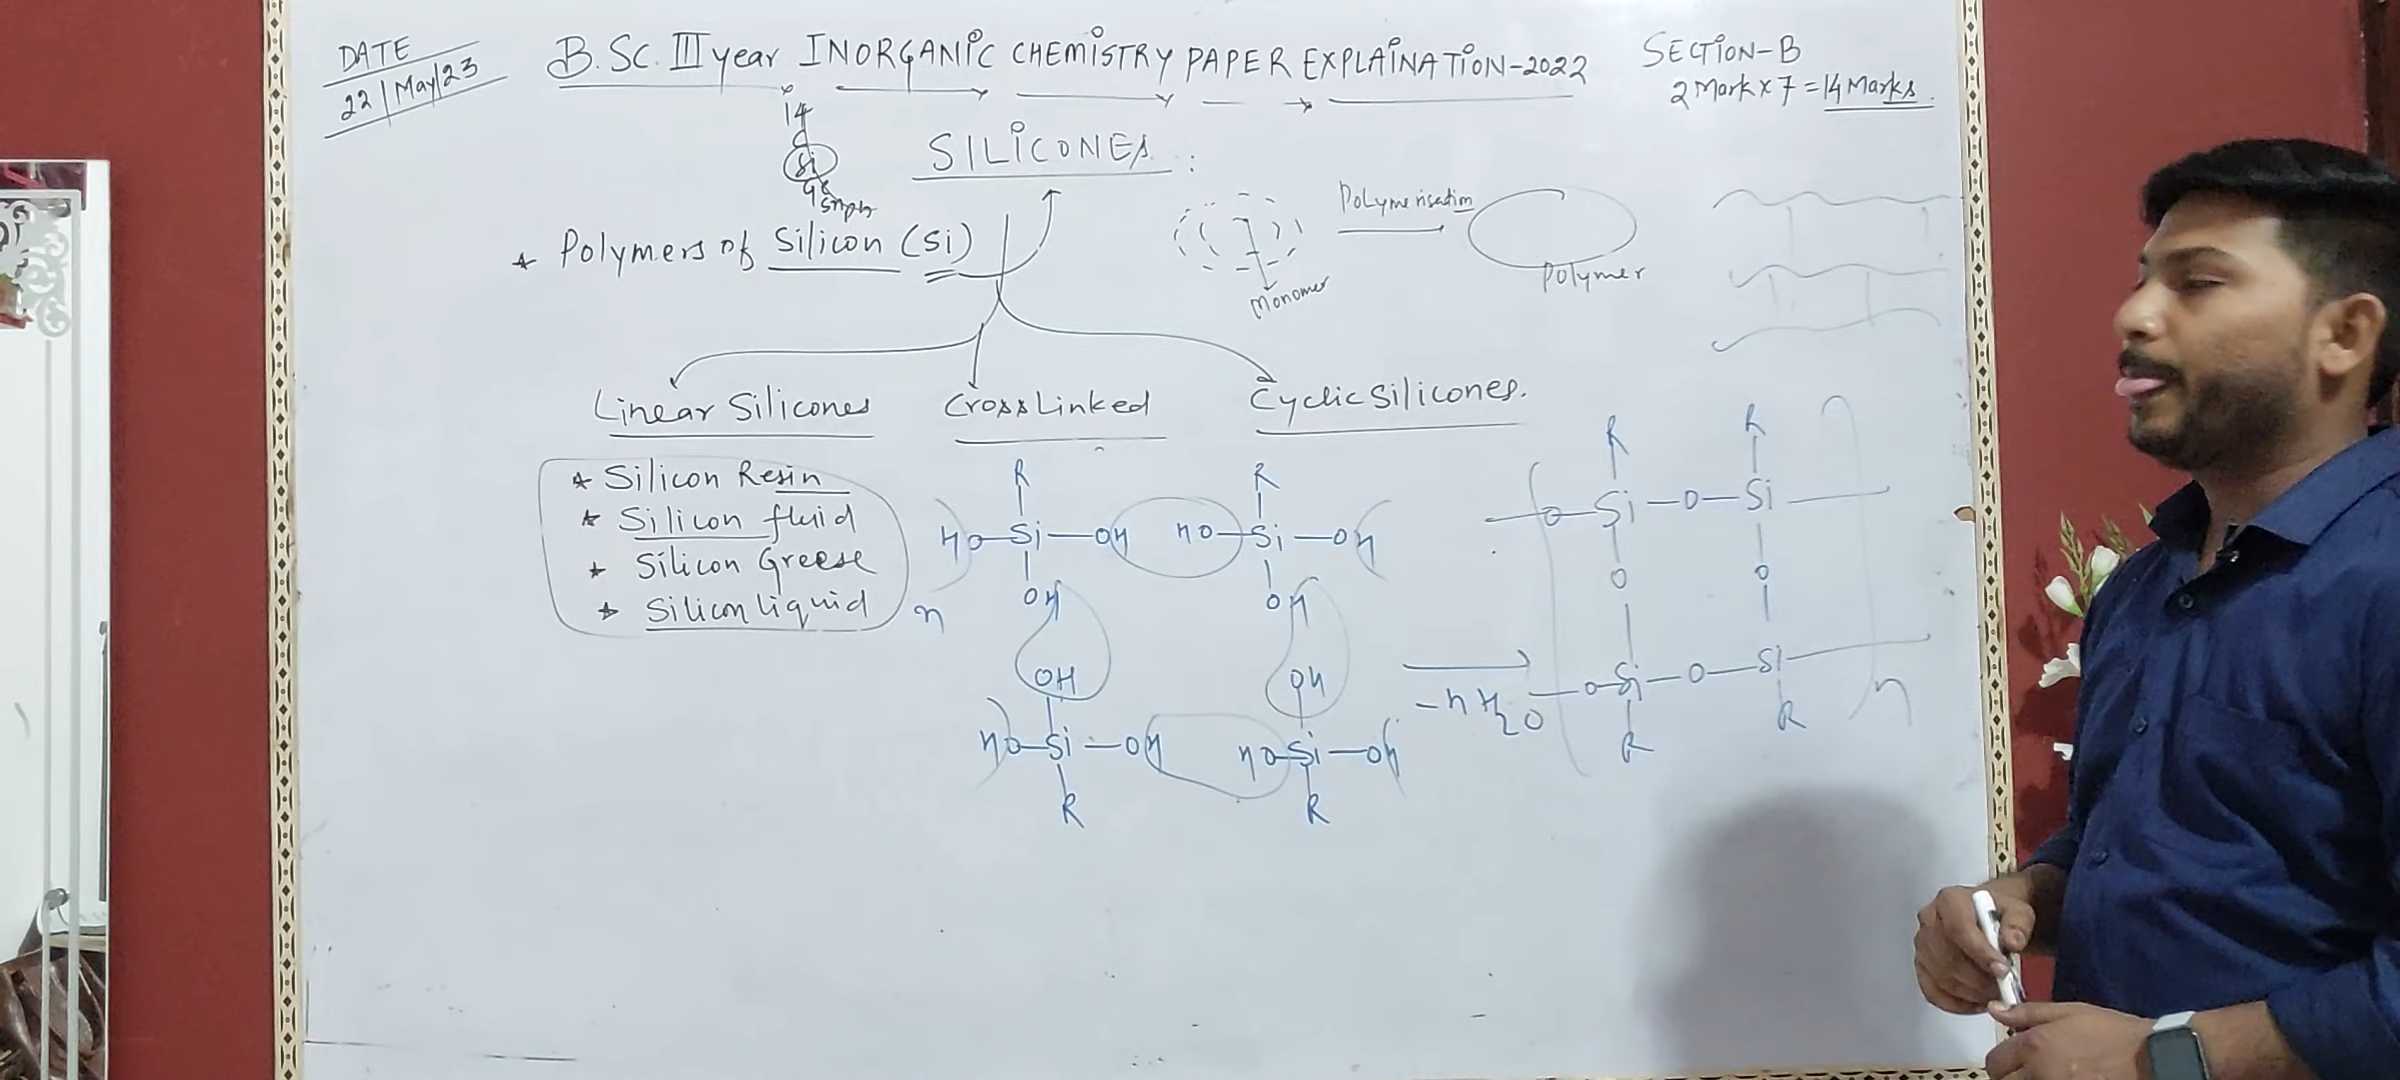 DATE
22/May/23
B.SC. III year INORGANIC CHEMISTRY PAPER EXPLAINATION-2022
SECTION-B
2 Mark x 7 = 14 Marks.
14
C
Si
Ge
Sn Pb
SILICONES :
* Polymers of Silicon (Si)
Monomer
Polymerisation
Polymer
Linear Silicones
Cross Linked
Cyclic Silicones.
* Silicon Resin
* Silicon fluid
* Silicon Greese
* Silicon liquid
n
R R
HO-Si-OH HO-Si-OH
OH OH
OH OH
HO-Si-OH HO-Si-OH
R R
-nH2O
R R
-O-Si-O-Si-
O O
-O-Si-O-Si-
R R
n